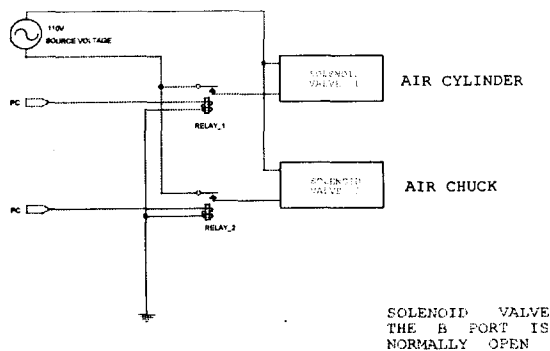 110V
SOURCE VOLTAGE
SOLENOID
VALVE 1
AIR CYLINDER
PC
RELAY_1
SOLENOID
VALVE
AIR CHUCK
PC
RELAY_2
SOLENOID VALVE
THE B PORT IS
NORMALLY OPEN